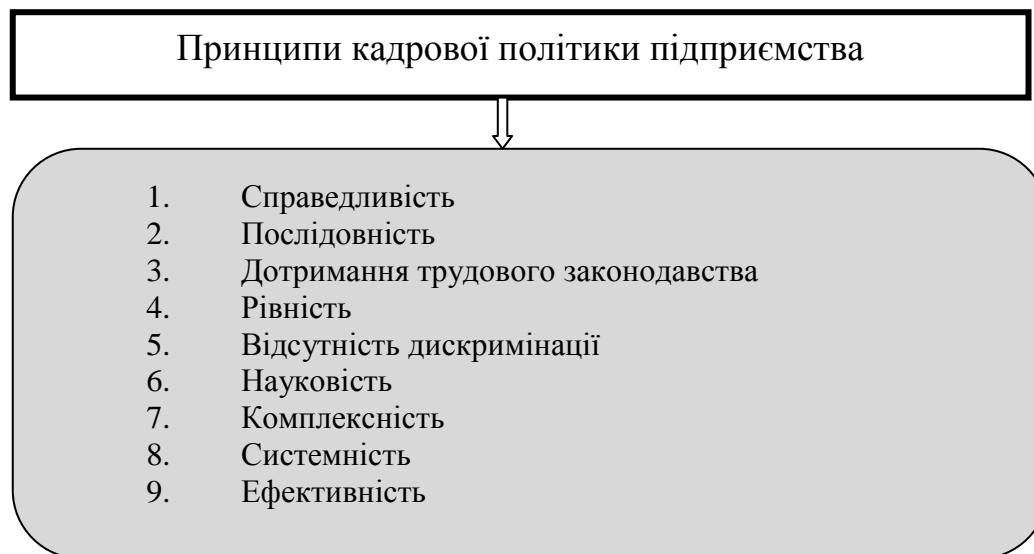 Принципи кадрової політики підприємства
1. Справедливість
2. Послідовність
3. Дотримання трудового законодавства
4. Рівність
5. Відсутність дискримінації
6. Науковість
7. Комплексність
8. Системність
9. Ефективність